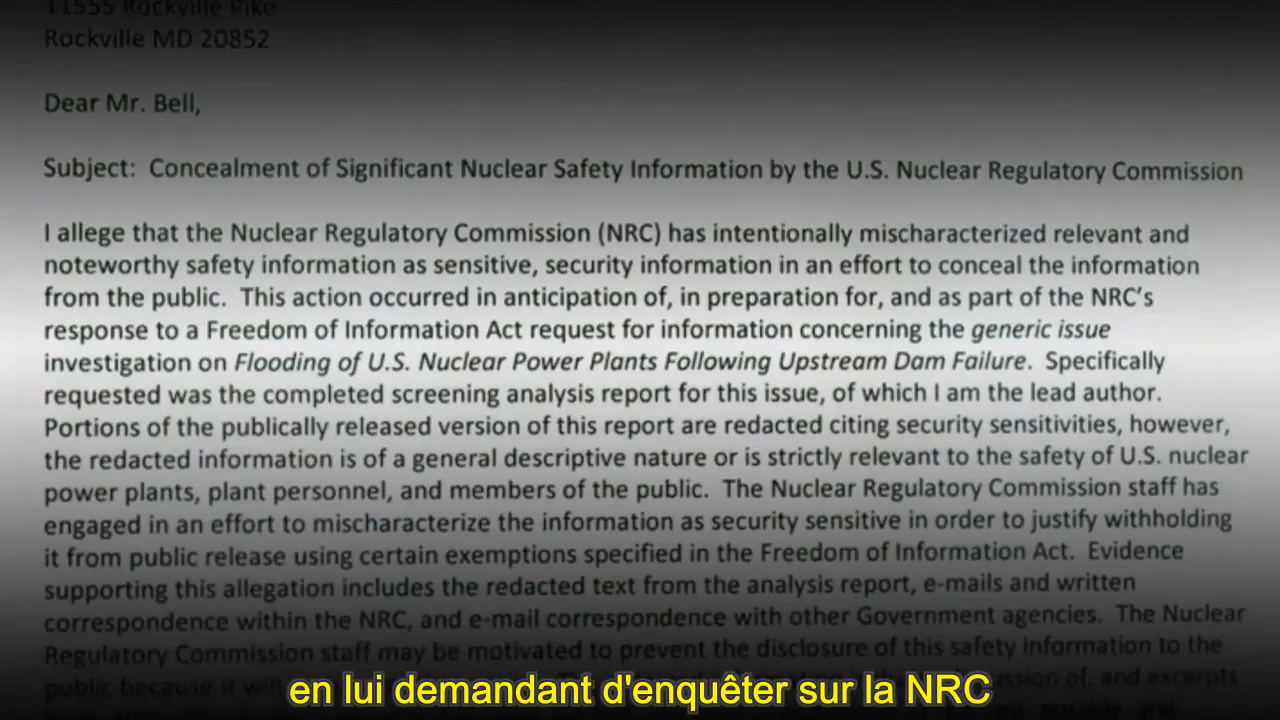 11555 Rockville Pike
Rockville MD 20852
Dear Mr. Bell,
Subject:  Concealment of Significant Nuclear Safety Information by the U.S. Nuclear Regulatory Commission
I allege that the Nuclear Regulatory Commission (NRC) has intentionally mischaracterized relevant and
noteworthy safety information as sensitive, security information in an effort to conceal the information
from the public.  This action occurred in anticipation of, in preparation for, and as part of the NRC's
response to a Freedom of Information Act request for information concerning the generic issue
investigation on Flooding of U.S. Nuclear Power Plants Following Upstream Dam Failure.  Specifically
requested was the completed screening analysis report for this issue, of which I am the lead author.
Portions of the publically released version of this report are redacted citing security sensitivities, however,
the redacted information is of a general descriptive nature or is strictly relevant to the safety of U.S. nuclear
power plants, plant personnel, and members of the public.  The Nuclear Regulatory Commission staff has
engaged in an effort to mischaracterize the information as security sensitive in order to justify withholding
it from public release using certain exemptions specified in the Freedom of Information Act.  Evidence
supporting this allegation includes the redacted text from the analysis report, e-mails and written
correspondence within the NRC, and e-mail correspondence with other Government agencies.  The Nuclear
Regulatory Commission staff may be motivated to prevent the disclosure of this safety information to the
public because it will of, and excerpts
en lui demandant d'enquêter sur la NRC